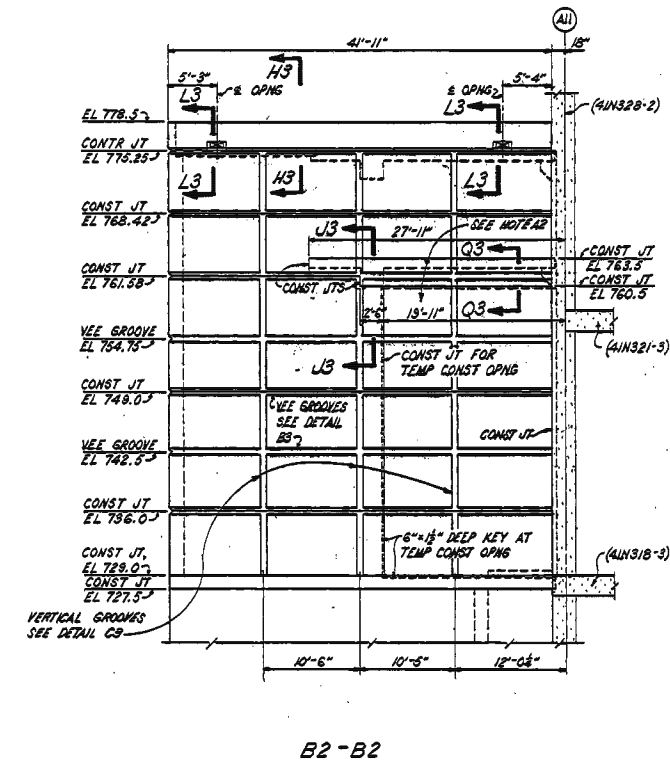 A11
41'-11"
18"
H3
5'-3"
℄ OPNG
5'-4"
℄ OPNG
L3
L3
(41N328-2)
EL 778.5
CONTR JT
EL 775.25
L3
H3
L3
CONST JT
EL 768.42
J3
27'-11"
SEE NOTE A2
Q3
CONST JT
EL 763.5
CONST JT
EL 761.58
CONST JTS
CONST JT
EL 760.5
2'-6"
19'-11"
Q3
VEE GROOVE
EL 754.75
J3
CONST JT FOR
TEMP CONST OPNG
(41N321-3)
CONST JT
EL 749.0
VEE GROOVES
SEE DETAIL
B3
CONST JT
VEE GROOVE
EL 742.5
CONST JT
EL 736.0
6"x1½" DEEP KEY AT
TEMP CONST OPNG
CONST JT,
EL 729.0
(41N318-3)
CONST JT
EL 727.5
VERTICAL GROOVES
SEE DETAIL C9
10'-6"
10'-5"
12'-0½"
B2-B2